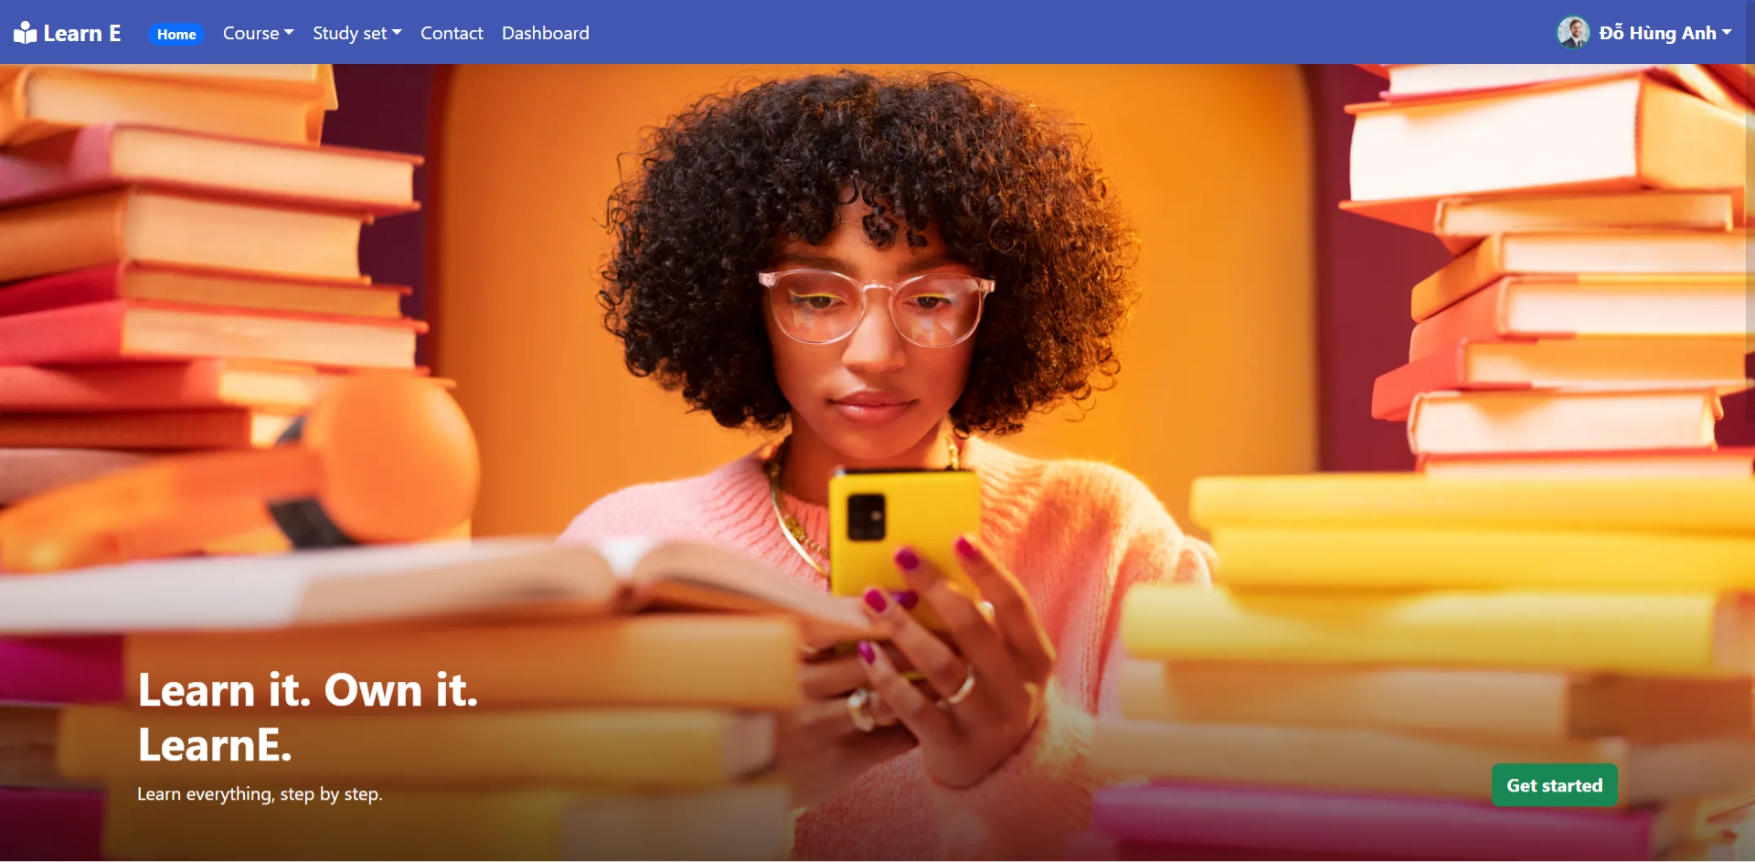 Learn E Home Course Study set Contact Dashboard Đỗ Hùng Anh
Learn it. Own it.
LearnE.
Learn everything, step by step.
Get started